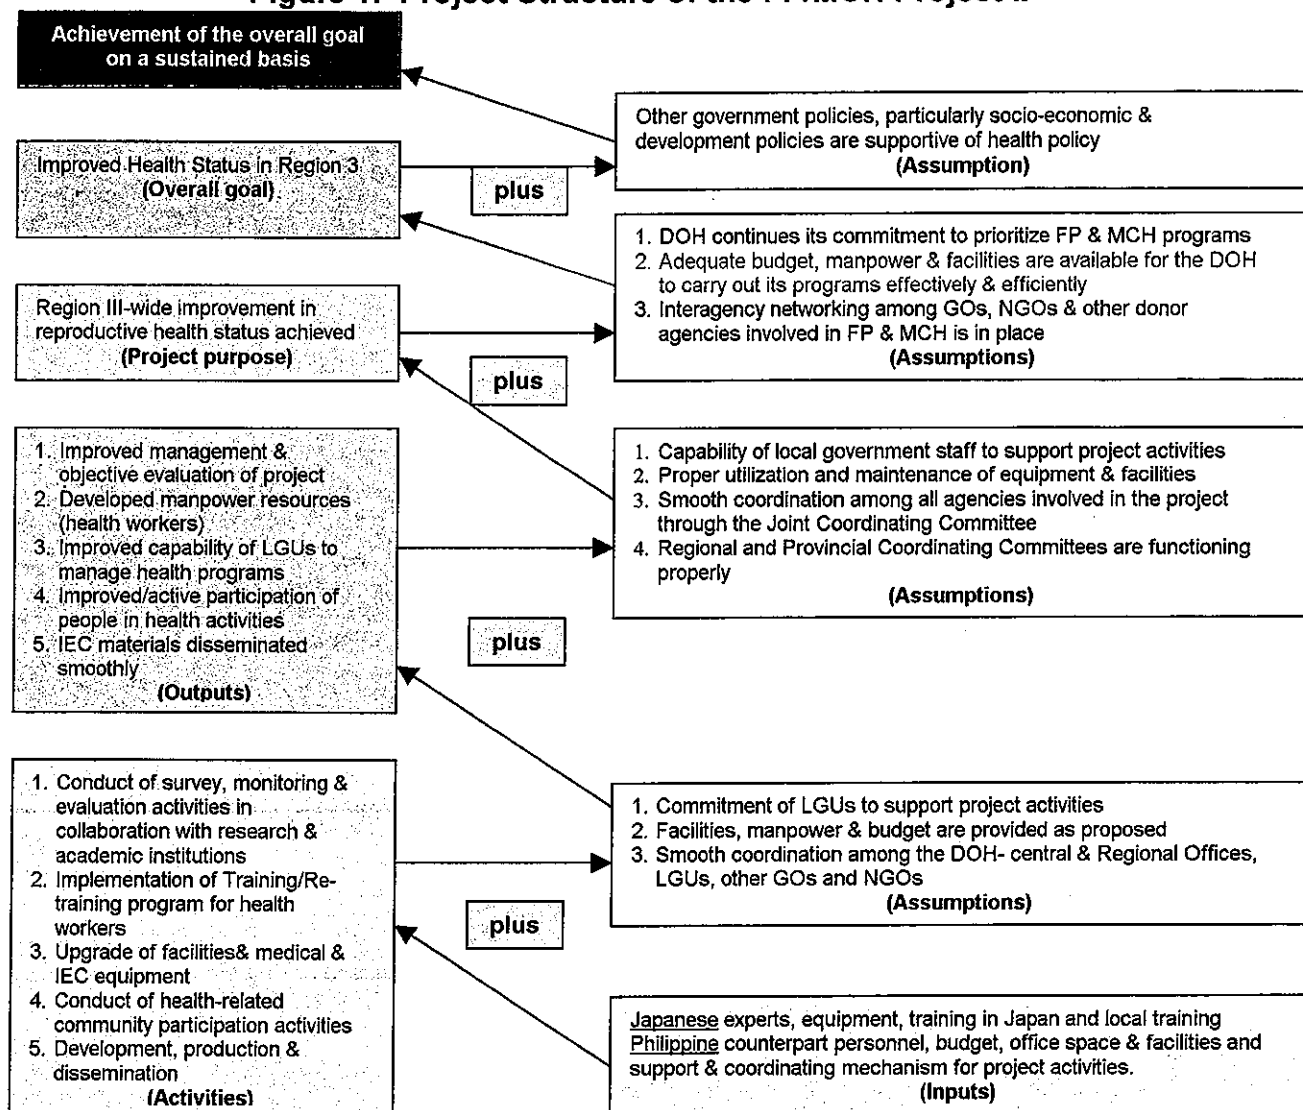 Achievement of the overall goal
on a sustained basis
Other government policies, particularly socio-economic &
development policies are supportive of health policy
(Assumption)
Improved Health Status in Region 3
(Overall goal)
plus
1. DOH continues its commitment to prioritize FP & MCH programs
2. Adequate budget, manpower & facilities are available for the DOH
to carry out its programs effectively & efficiently
3. Interagency networking among GOs, NGOs & other donor
agencies involved in FP & MCH is in place
(Assumptions)
Region III-wide improvement in
reproductive health status achieved
(Project purpose)
plus
1. Improved management &
objective evaluation of project
2. Developed manpower resources
(health workers)
3. Improved capability of LGUs to
manage health programs
4. Improved/active participation of
people in health activities
5. IEC materials disseminated
smoothly
(Outputs)
1. Capability of local government staff to support project activities
2. Proper utilization and maintenance of equipment & facilities
3. Smooth coordination among all agencies involved in the project
through the Joint Coordinating Committee
4. Regional and Provincial Coordinating Committees are functioning
properly
(Assumptions)
plus
1. Conduct of survey, monitoring &
evaluation activities in
collaboration with research &
academic institutions
2. Implementation of Training/Re-
training program for health
workers
3. Upgrade of facilities& medical &
IEC equipment
4. Conduct of health-related
community participation activities
5. Development, production &
dissemination
(Activities)
1. Commitment of LGUs to support project activities
2. Facilities, manpower & budget are provided as proposed
3. Smooth coordination among the DOH- central & Regional Offices,
LGUs, other GOs and NGOs
(Assumptions)
plus
Japanese experts, equipment, training in Japan and local training
Philippine counterpart personnel, budget, office space & facilities and
support & coordinating mechanism for project activities.
(Inputs)